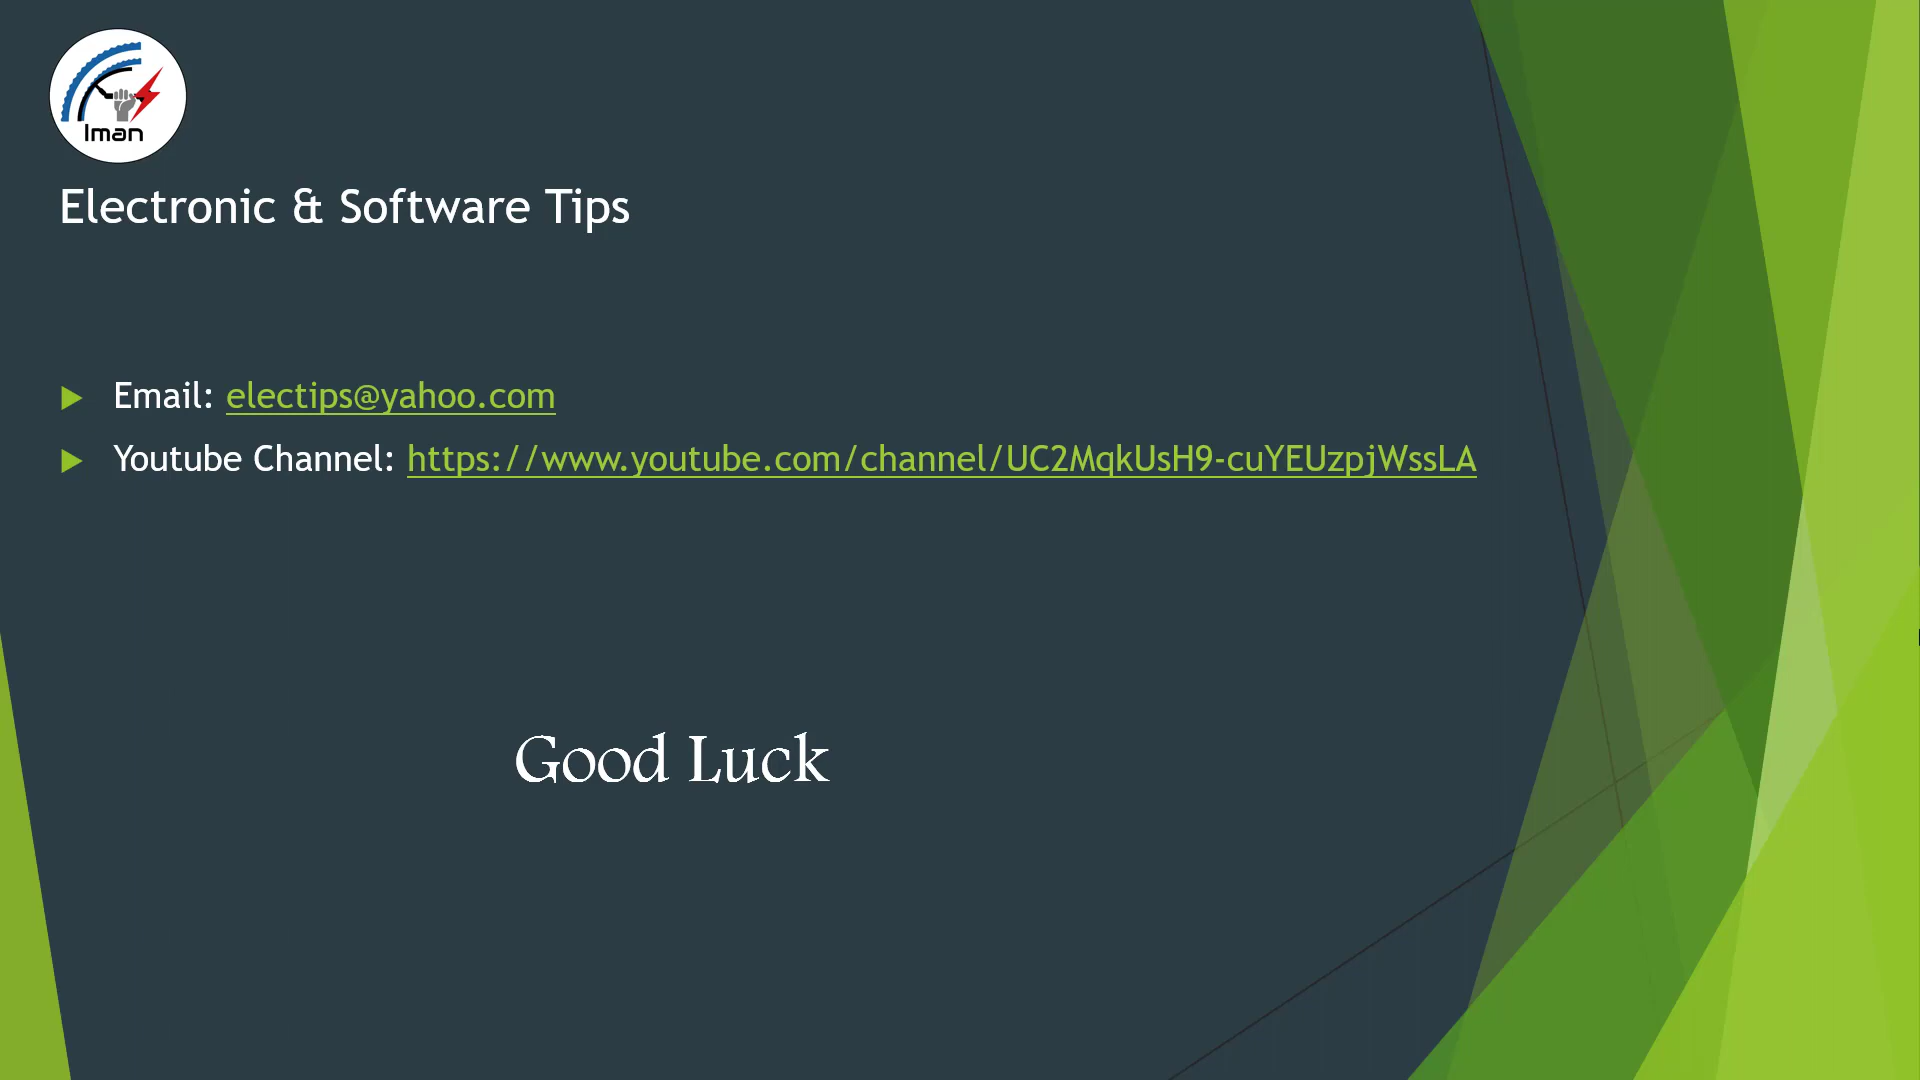 Iman
Electronic & Software Tips
Email: electips@yahoo.com
Youtube Channel: https://www.youtube.com/channel/UC2MqkUsH9-cuYEUzpjWssLA
Good Luck